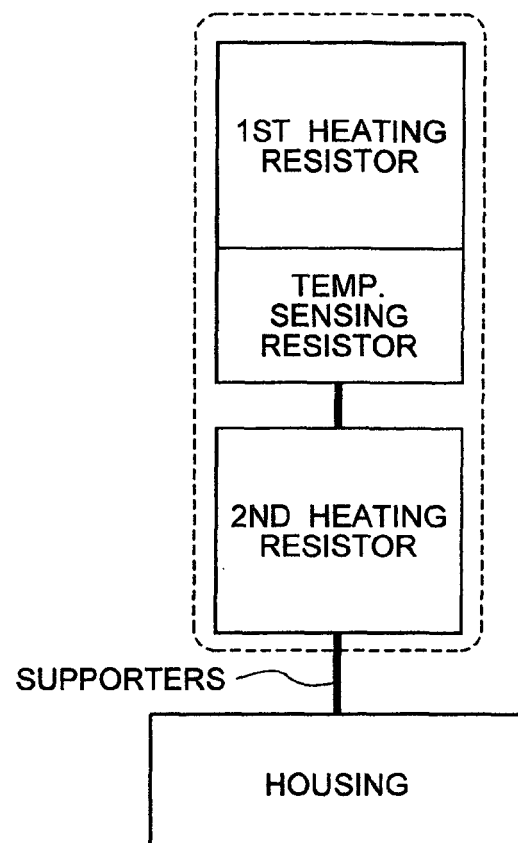 1ST HEATING
RESISTOR
TEMP.
SENSING
RESISTOR
2ND HEATING
RESISTOR
SUPPORTERS
HOUSING